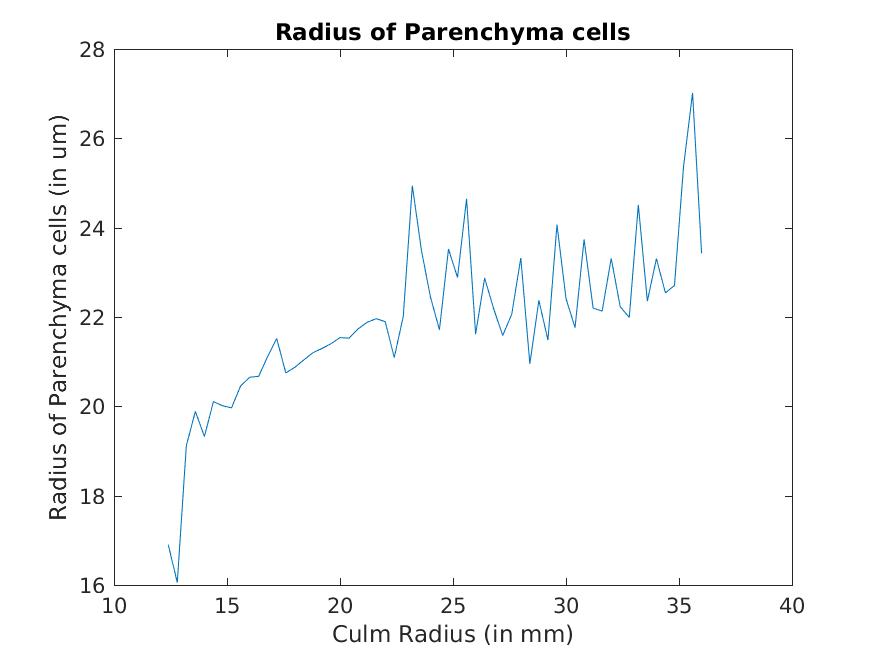 Radius of Parenchyma cells
28
26
24
22
20
18
16
Radius of Parenchyma cells (in um)
10 15 20 25 30 35 40
Culm Radius (in mm)